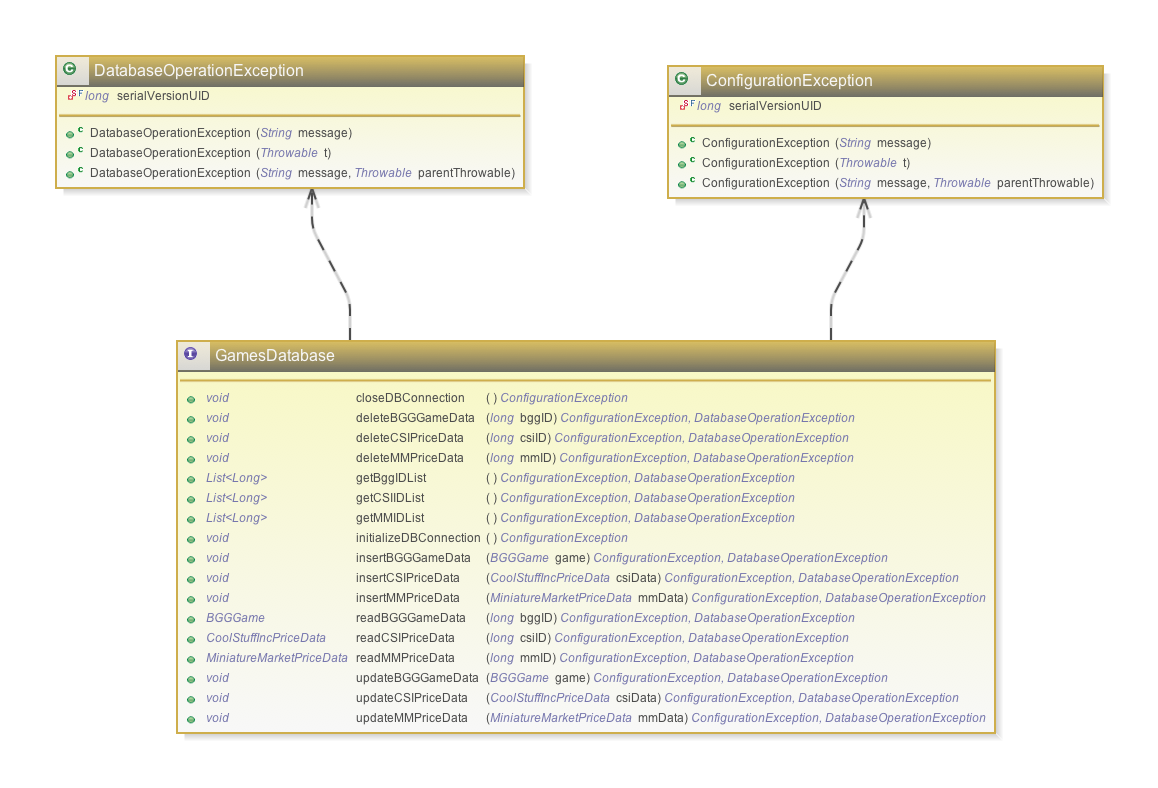 C DatabaseOperationException
S F long serialVersionUID
c DatabaseOperationException (String message)
c DatabaseOperationException (Throwable t)
c DatabaseOperationException (String message, Throwable parentThrowable)
C ConfigurationException
S F long serialVersionUID
c ConfigurationException (String message)
c ConfigurationException (Throwable t)
c ConfigurationException (String message, Throwable parentThrowable)
I GamesDatabase
void closeDBConnection ( ) ConfigurationException
void deleteBGGGameData (long bggID) ConfigurationException, DatabaseOperationException
void deleteCSIPriceData (long csiID) ConfigurationException, DatabaseOperationException
void deleteMMPriceData (long mmID) ConfigurationException, DatabaseOperationException
List<Long> getBggIDList ( ) ConfigurationException, DatabaseOperationException
List<Long> getCSIIDList ( ) ConfigurationException, DatabaseOperationException
List<Long> getMMIDList ( ) ConfigurationException, DatabaseOperationException
void initializeDBConnection ( ) ConfigurationException
void insertBGGGameData (BGGGame game) ConfigurationException, DatabaseOperationException
void insertCSIPriceData (CoolStuffIncPriceData csiData) ConfigurationException, DatabaseOperationException
void insertMMPriceData (MiniatureMarketPriceData mmData) ConfigurationException, DatabaseOperationException
BGGGame readBGGGameData (long bggID) ConfigurationException, DatabaseOperationException
CoolStuffIncPriceData readCSIPriceData (long csiID) ConfigurationException, DatabaseOperationException
MiniatureMarketPriceData readMMPriceData (long mmID) ConfigurationException, DatabaseOperationException
void updateBGGGameData (BGGGame game) ConfigurationException, DatabaseOperationException
void updateCSIPriceData (CoolStuffIncPriceData csiData) ConfigurationException, DatabaseOperationException
void updateMMPriceData (MiniatureMarketPriceData mmData) ConfigurationException, DatabaseOperationException